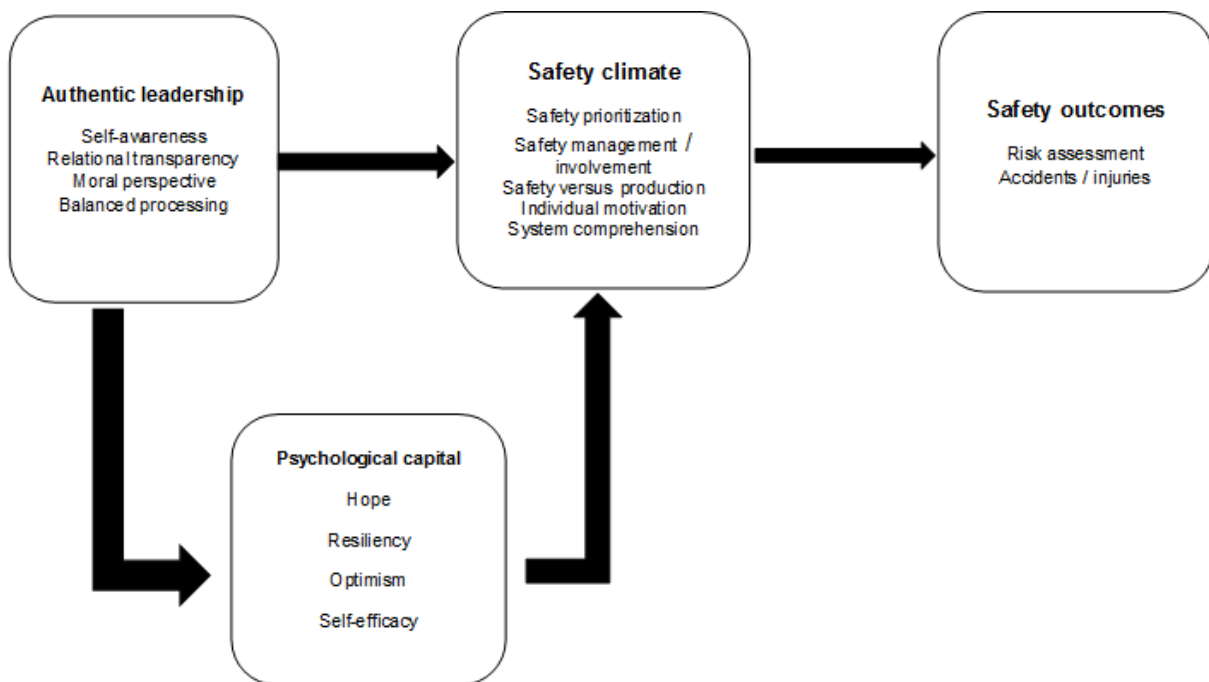 Authentic leadership
Self-awareness
Relational transparency
Moral perspective
Balanced processing
Safety climate
Safety prioritization
Safety management /
involvement
Safety versus production
Individual motivation
System comprehension
Safety outcomes
Risk assessment
Accidents / injuries
Psychological capital
Hope
Resiliency
Optimism
Self-efficacy